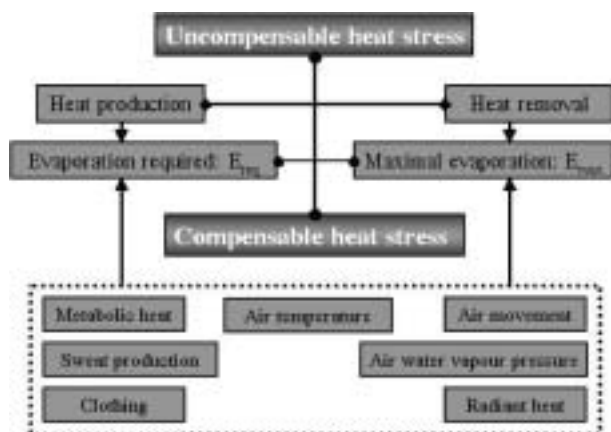 Uncompensable heat stress
Heat production
Heat removal
Evaporation required: E
Maximal evaporation: E
Compensable heat stress
Metabolic heat
Air temperature
Air movement
Sweat production
Air water vapour pressure
Clothing
Radiant heat